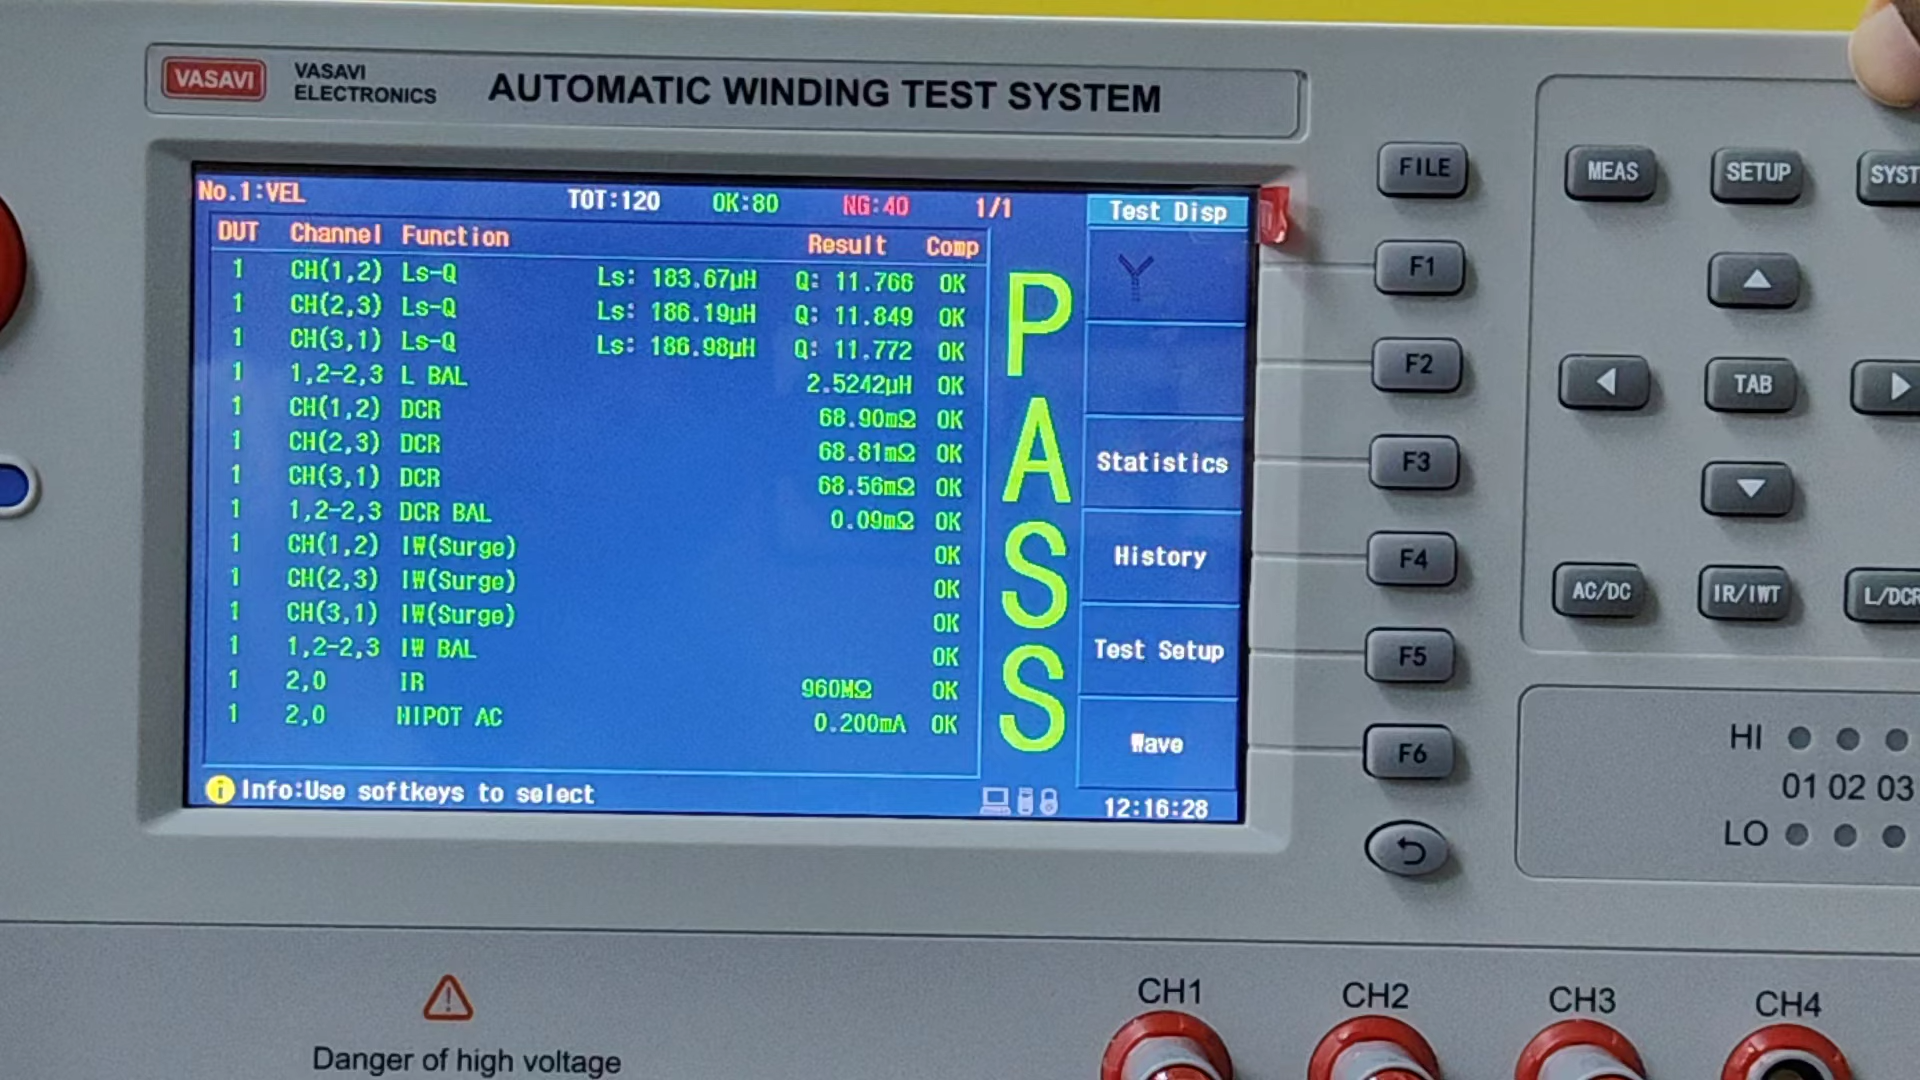 VASAVI
VASAVI
ELECTRONICS
AUTOMATIC WINDING TEST SYSTEM
No.1:VEL TOT:120 OK:80 NG:40 1/1 Test Disp
DUT Channel Function Result Comp
1 CH(1,2) Ls-Q Ls: 183.67µH Q: 11.766 OK
1 CH(2,3) Ls-Q Ls: 186.19µH Q: 11.849 OK
1 CH(3,1) Ls-Q Ls: 186.98µH Q: 11.772 OK
1 1,2-2,3 L BAL 2.5242µH OK
1 CH(1,2) DCR 68.90mΩ OK
1 CH(2,3) DCR 68.81mΩ OK
1 CH(3,1) DCR 68.56mΩ OK
1 1,2-2,3 DCR BAL 0.09mΩ OK
1 CH(1,2) IW(Surge) OK
1 CH(2,3) IW(Surge) OK
1 CH(3,1) IW(Surge) OK
1 1,2-2,3 IW BAL OK
1 2,0 IR 960MΩ OK
1 2,0 HIPOT AC 0.200mA OK
PASS
Y
Statistics
History
Test Setup
Wave
Info:Use softkeys to select
12:16:28
FILE
F1
F2
F3
F4
F5
F6
MEAS SETUP SYST
TAB
AC/DC IR/IWT L/DCR
HI
01 02 03
LO
CH1 CH2 CH3 CH4
Danger of high voltage